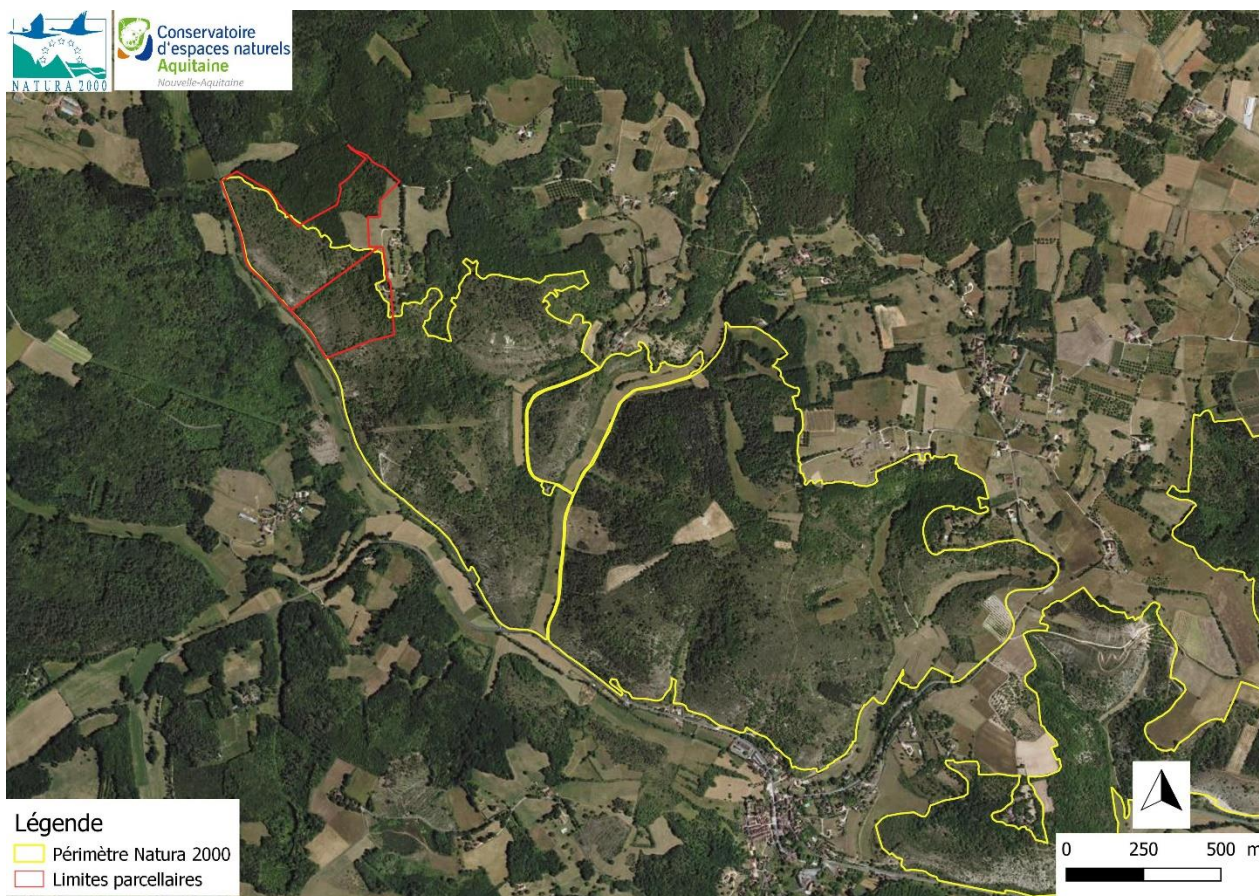 NATURA 2000
Conservatoire
d'espaces naturels
Aquitaine
Nouvelle-Aquitaine
Légende
Périmètre Natura 2000
Limites parcellaires
0 250 500 m